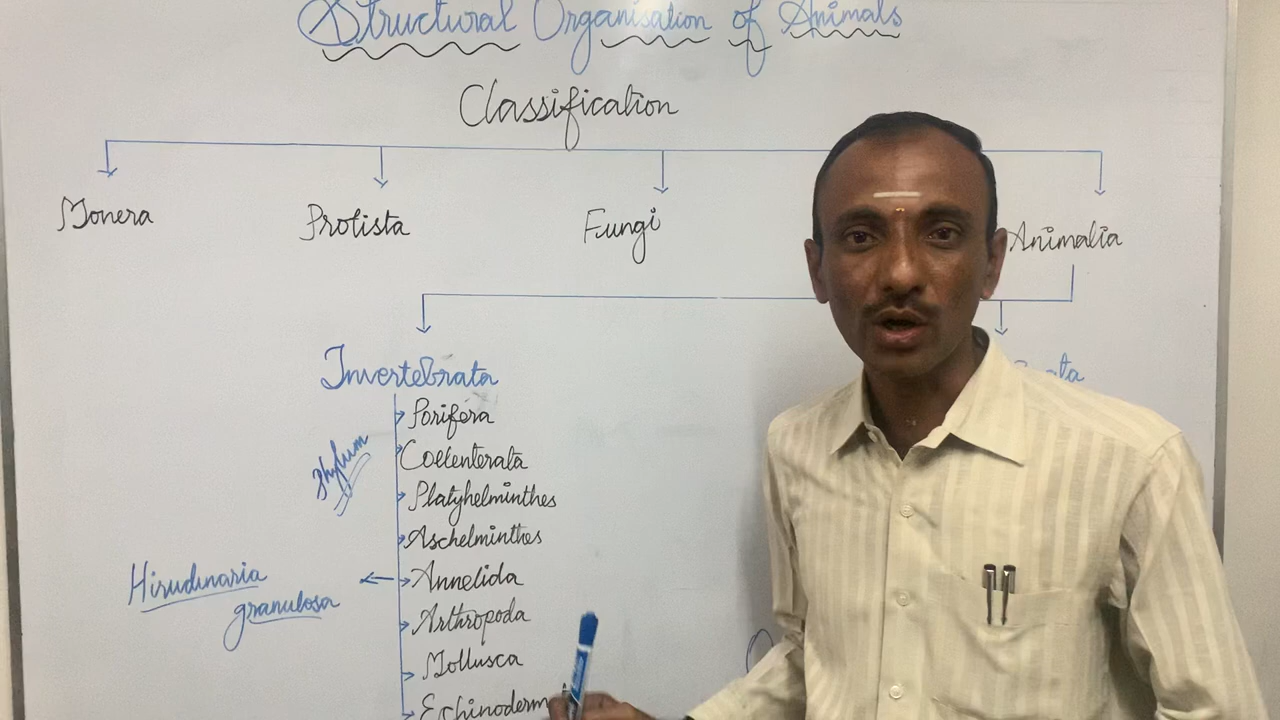 Structural Organisation of Animals
Classification
Monera Protista Fungi Animalia
Invertebrata
Phylum
Porifera
Coelenterata
Platyhelminthes
Aschelminthes
Annelida
Hirudinaria
granulosa
Arthropoda
Mollusca